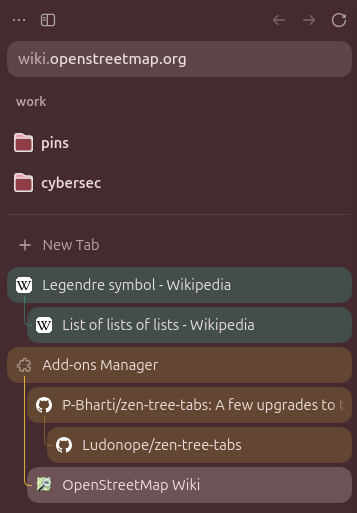 wiki.openstreetmap.org
work
pins
cybersec
New Tab
Legendre symbol - Wikipedia
List of lists of lists - Wikipedia
Add-ons Manager
P-Bharti/zen-tree-tabs: A few upgrades to t
Ludonope/zen-tree-tabs
OpenStreetMap Wiki